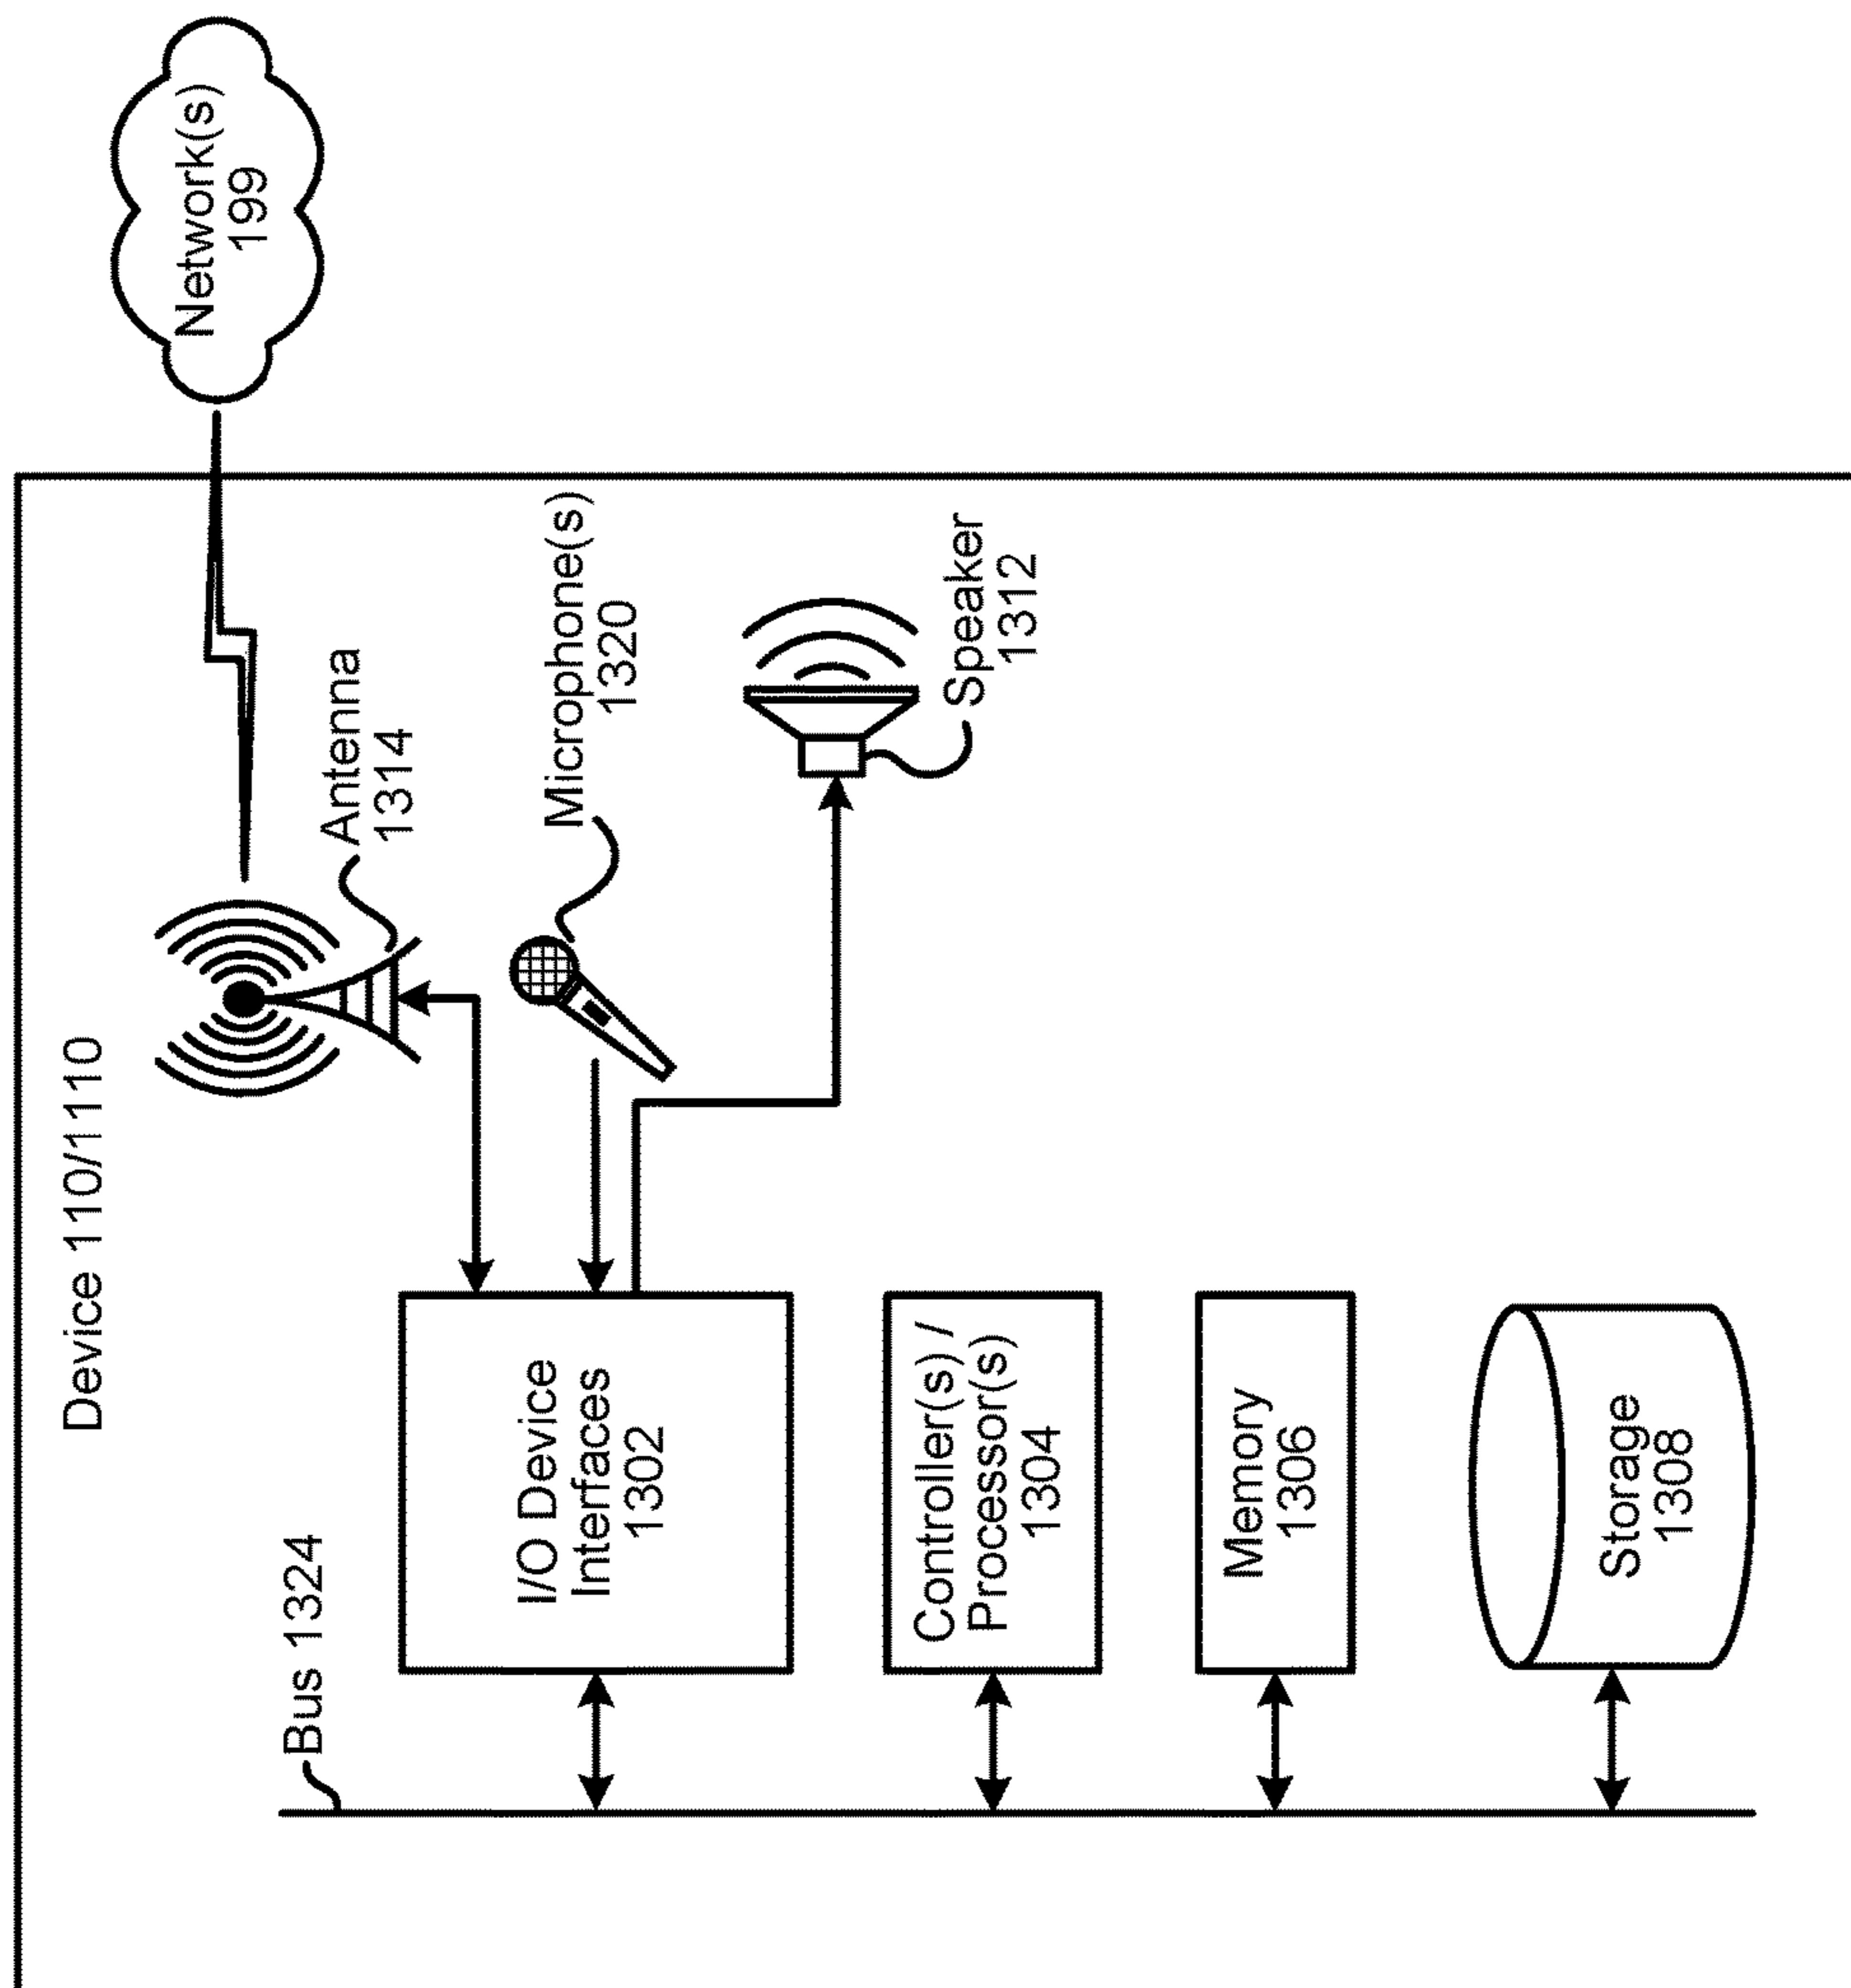 Device 110/1110
Bus 1324
I/O Device
Interfaces
1302
Antenna
1314
Network(s)
199
Microphone(s)
1320
Speaker
1312
Controller(s) /
Processor(s)
1304
Memory
1306
Storage
1308